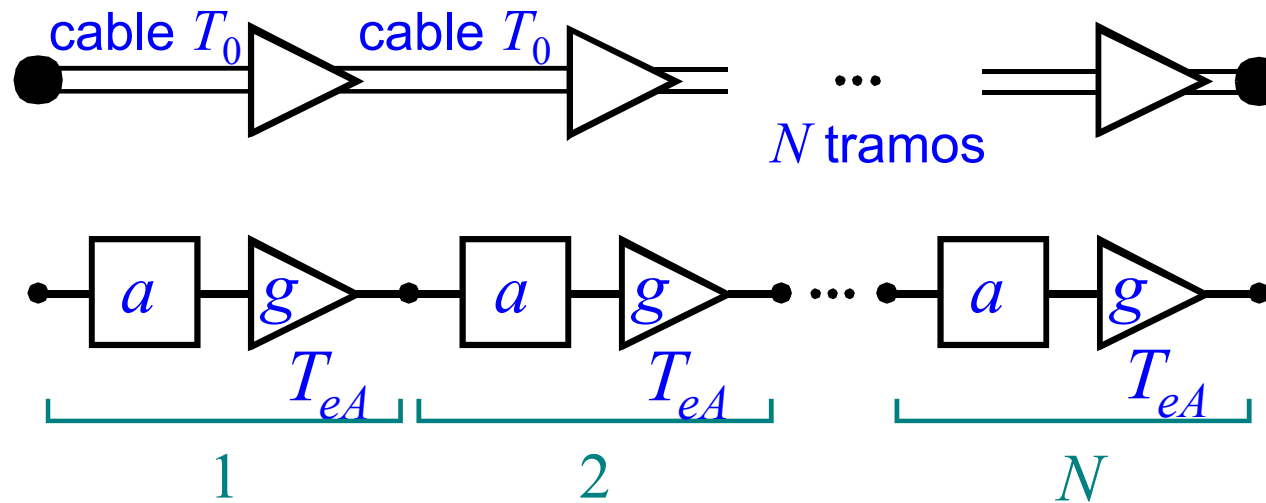 cable T₀ cable T₀
...
N tramos
a g a g ... a g
TₑA TₑA TₑA
1 2 N